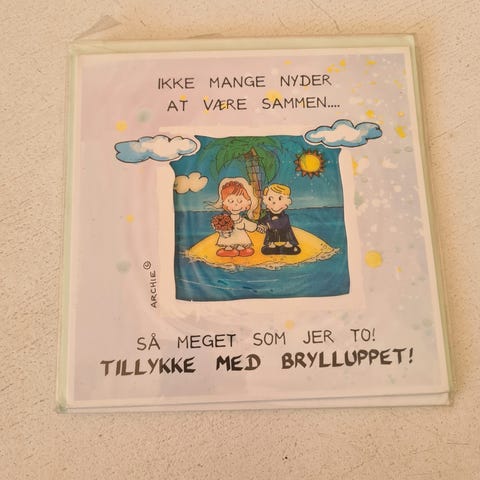 IKKE MANGE NYDER
AT VÆRE SAMMEN....
ARCHIE ©
SÅ MEGET SOM JER TO!
TILLYKKE MED BRYLLUPPET!